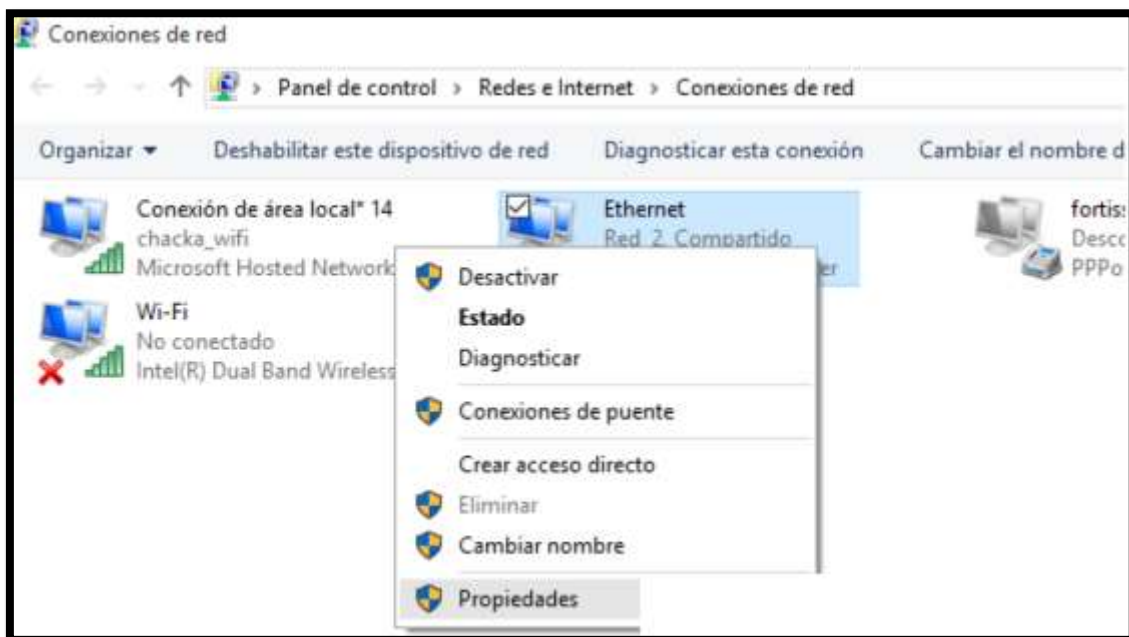 Conexiones de red
Panel de control > Redes e Internet > Conexiones de red
Organizar Deshabilitar este dispositivo de red Diagnosticar esta conexión Cambiar el nombre d
Conexión de área local* 14
chacka_wifi
Microsoft Hosted Network
Wi-Fi
No conectado
Intel(R) Dual Band Wireless
Ethernet
Red 2, Compartido
er
fortis
Desco
PPPo
Desactivar
Estado
Diagnosticar
Conexiones de puente
Crear acceso directo
Eliminar
Cambiar nombre
Propiedades